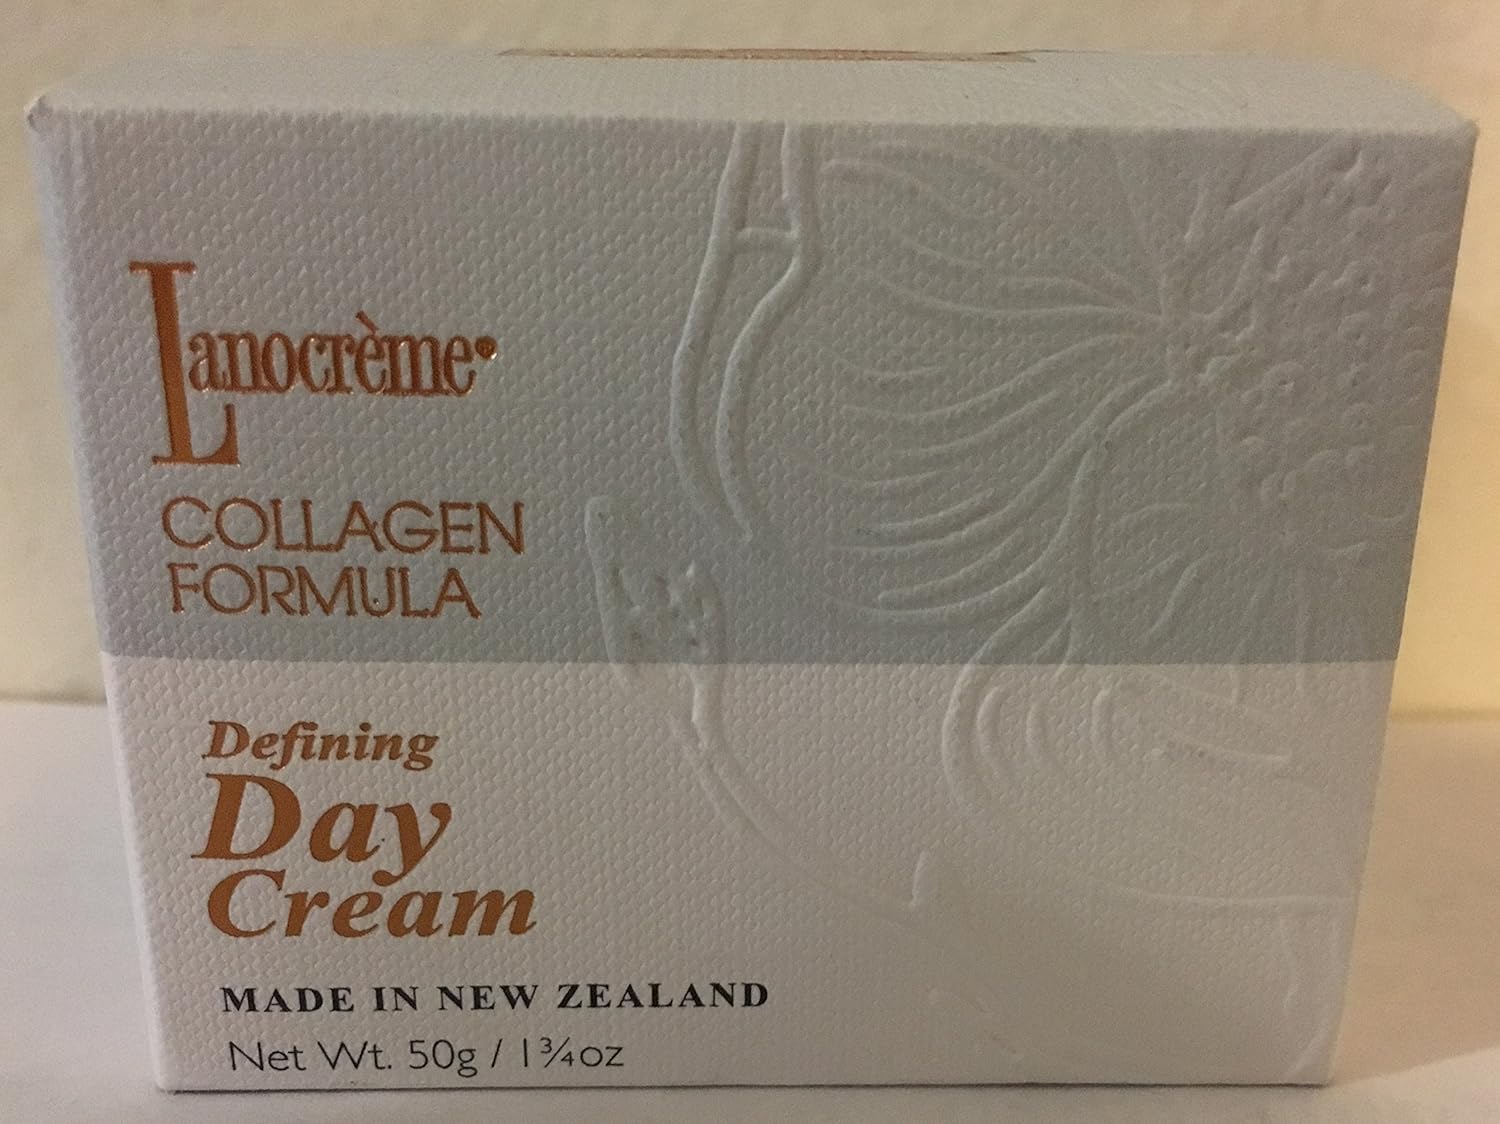 Lanocrème®
COLLAGEN
FORMULA
Defining
Day
Cream
MADE IN NEW ZEALAND
Net Wt. 50g / 1¾oz